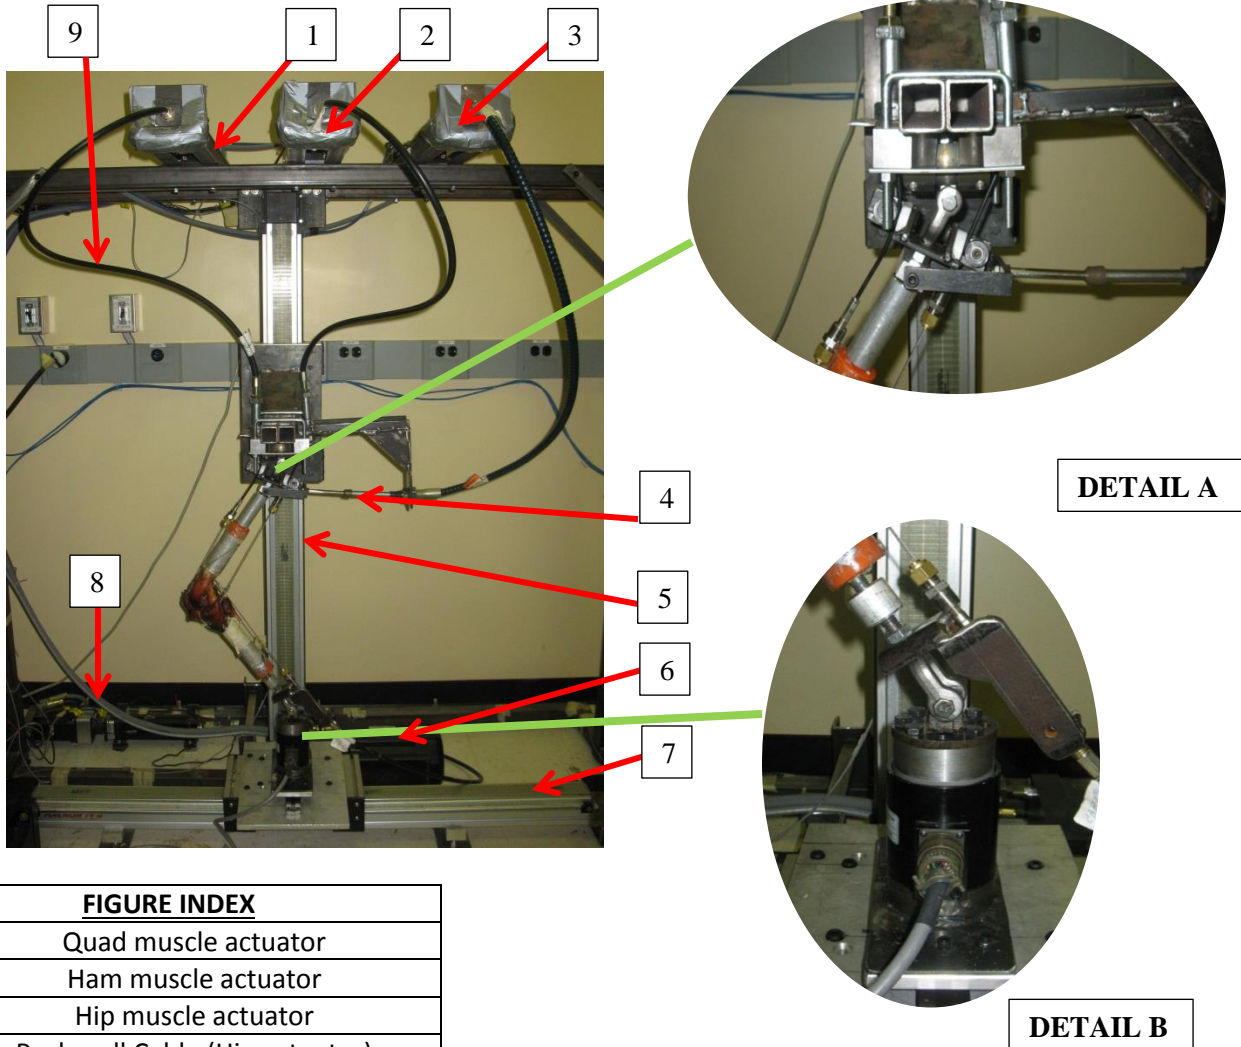 9
1
2
3
4
DETAIL A
5
8
6
7
FIGURE INDEX
Quad muscle actuator
Ham muscle actuator
Hip muscle actuator
DETAIL B